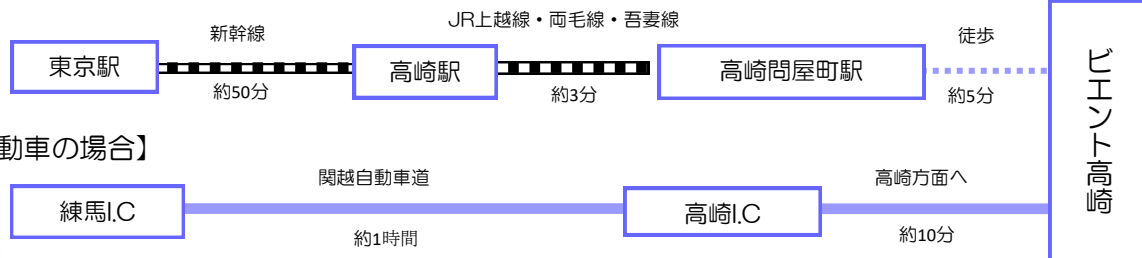 JR上越線・両毛線・吾妻線
新幹線
徒歩
東京駅
高崎駅
高崎問屋町駅
約50分
約3分
約5分
ビエント高崎
動車の場合】
関越自動車道
高崎方面へ
練馬I.C
高崎I.C
約1時間
約10分